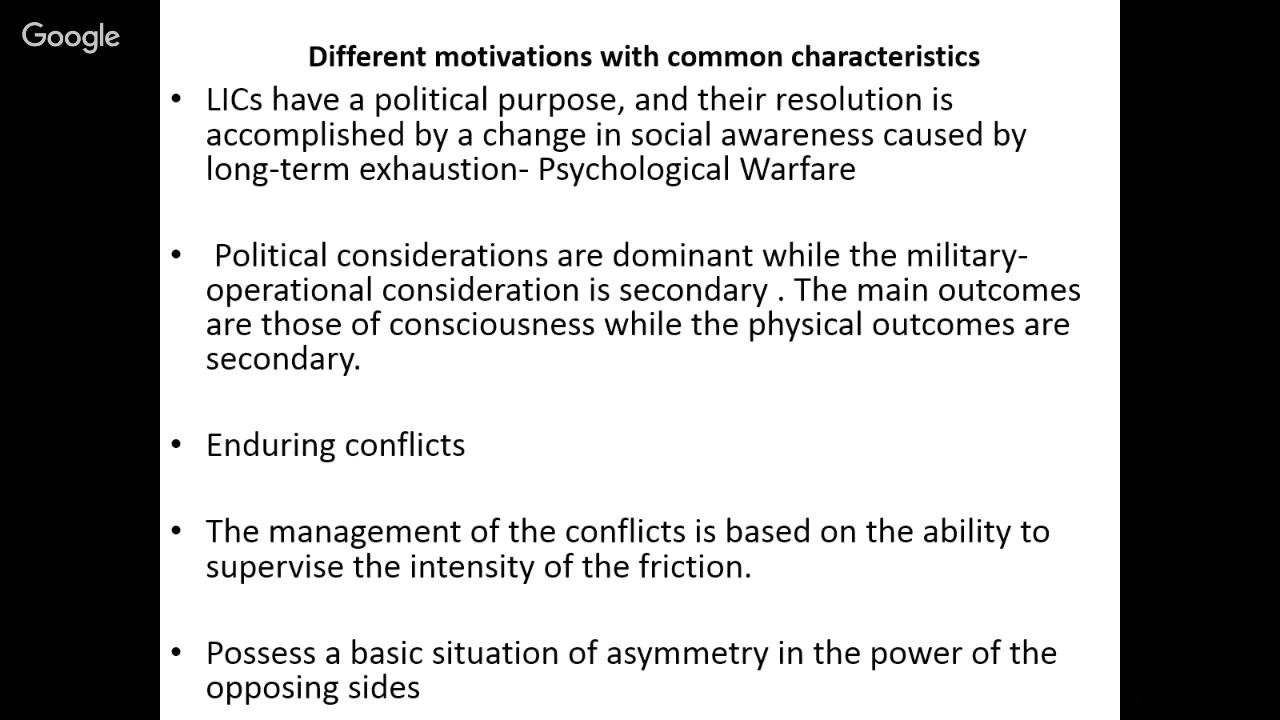 Google
Different motivations with common characteristics
• LICs have a political purpose, and their resolution is
accomplished by a change in social awareness caused by
long-term exhaustion- Psychological Warfare
• Political considerations are dominant while the military-
operational consideration is secondary . The main outcomes
are those of consciousness while the physical outcomes are
secondary.
• Enduring conflicts
• The management of the conflicts is based on the ability to
supervise the intensity of the friction.
• Possess a basic situation of asymmetry in the power of the
opposing sides